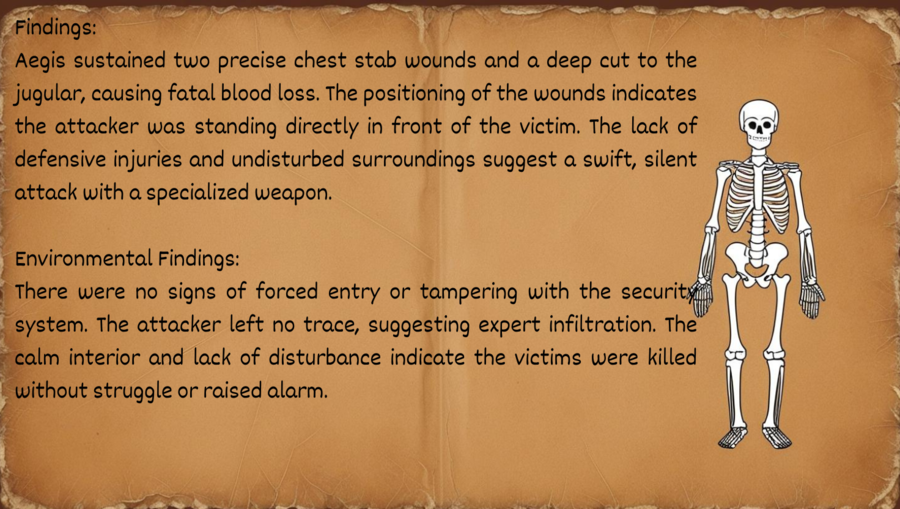 Findings:
Aegis sustained two precise chest stab wounds and a deep cut to the
jugular, causing fatal blood loss. The positioning of the wounds indicates
the attacker was standing directly in front of the victim. The lack of
defensive injuries and undisturbed surroundings suggest a swift, silent
attack with a specialized weapon.
Environmental Findings:
There were no signs of forced entry or tampering with the security
system. The attacker left no trace, suggesting expert infiltration. The
calm interior and lack of disturbance indicate the victims were killed
without struggle or raised alarm.